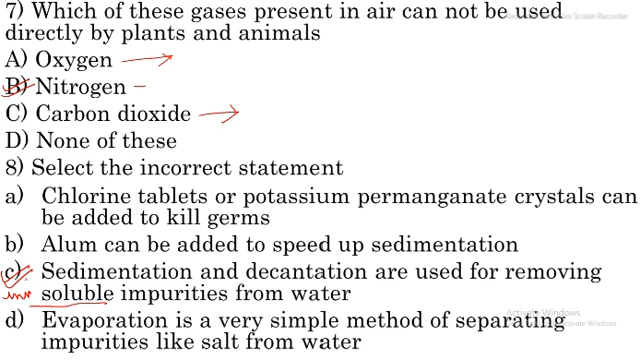 7) Which of these gases present in air can not be used
directly by plants and animals
A) Oxygen
B) Nitrogen
C) Carbon dioxide
D) None of these
8) Select the incorrect statement
a) Chlorine tablets or potassium permanganate crystals can
be added to kill germs
b) Alum can be added to speed up sedimentation
c) Sedimentation and decantation are used for removing
soluble impurities from water
Activate Windows
d) Evaporation is a very simple method of separating
impurities like salt from water